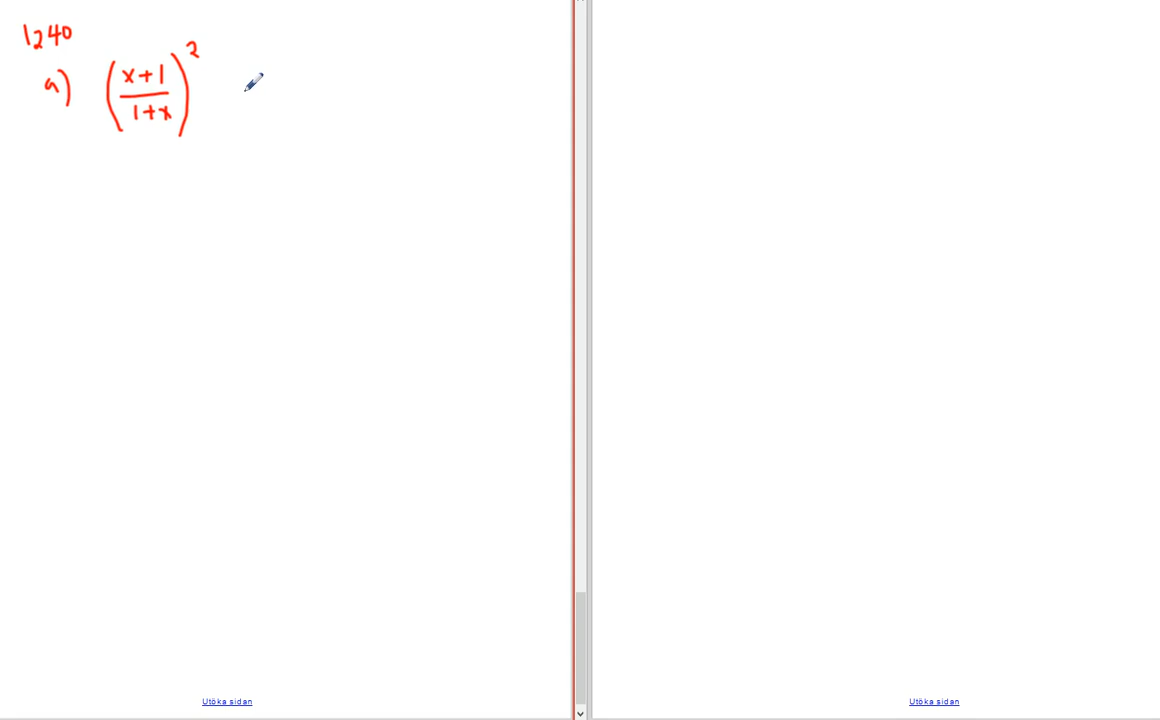 1240
a) (x+1 / 1+x)²
Utöka sidan
Utöka sidan